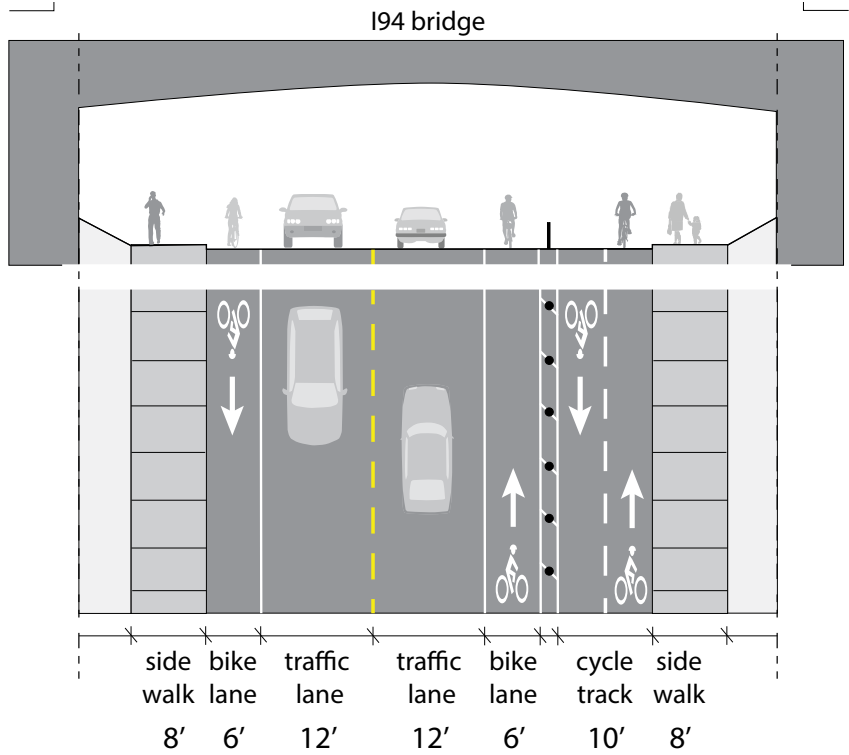 I94 bridge
side bike traffic traffic bike cycle side
walk lane lane lane lane track walk
8’ 6’ 12’ 12’ 6’ 10’ 8’